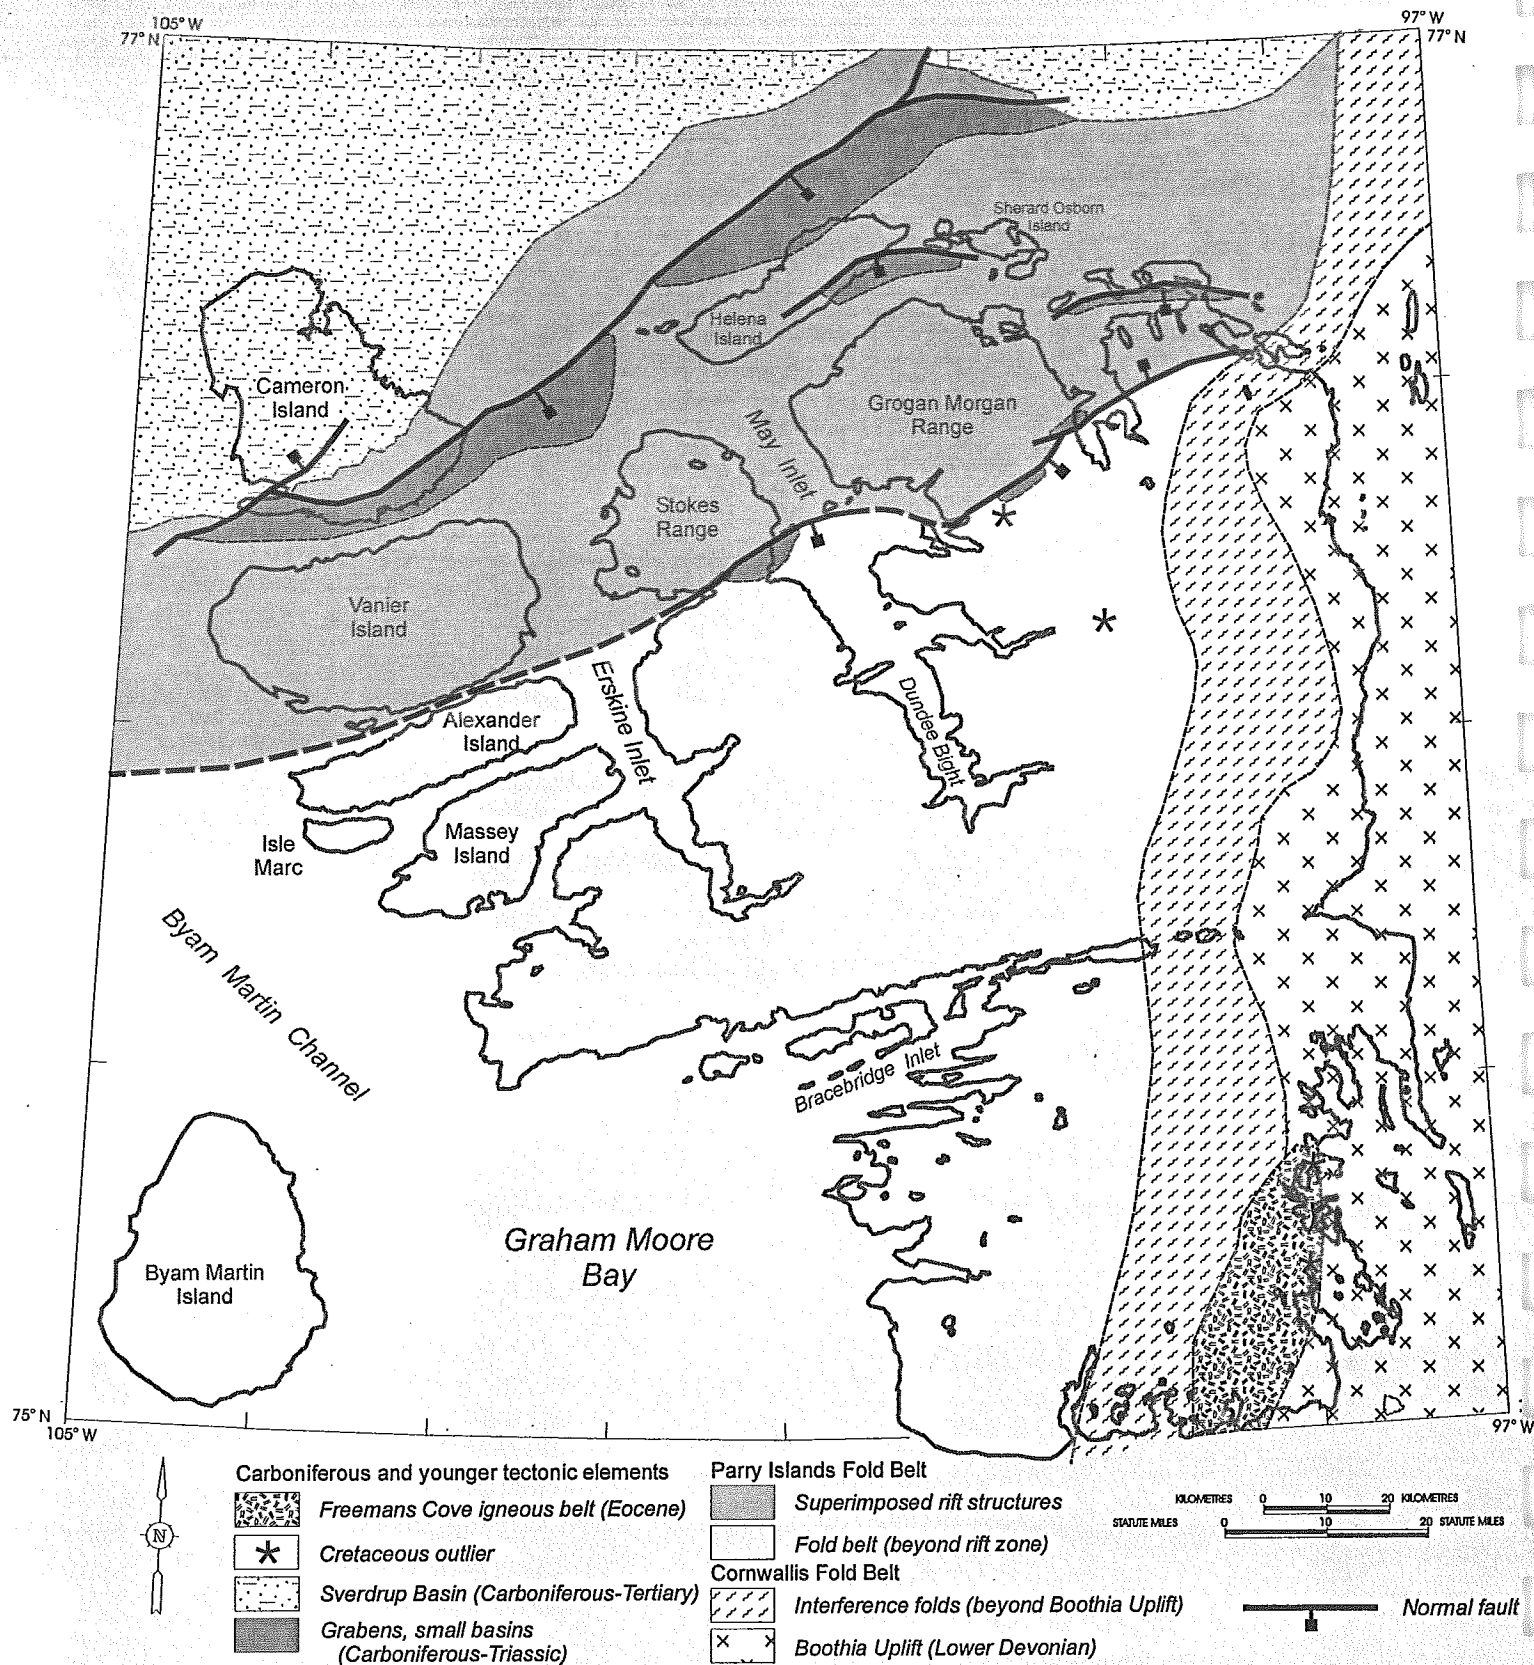 105° W
77° N
97° W
77° N
Sherard Osborn
Island
Helena
Island
Cameron
Island
Grogan Morgan
Range
May Inlet
Stokes
Range
Vanier
Island
Erskine Inlet
Alexander
Island
Dundee Bight
Isle
Marc
Massey
Island
Byam Martin Channel
Bracebridge Inlet
Graham Moore
Bay
Byam Martin
Island
75° N
105° W
97° W
N
Carboniferous and younger tectonic elements
Freemans Cove igneous belt (Eocene)
Cretaceous outlier
Sverdrup Basin (Carboniferous-Tertiary)
Grabens, small basins
(Carboniferous-Triassic)
Parry Islands Fold Belt
Superimposed rift structures
Fold belt (beyond rift zone)
Cornwallis Fold Belt
Interference folds (beyond Boothia Uplift)
Boothia Uplift (Lower Devonian)
KILOMETRES 0 10 20 KILOMETRES
STATUTE MILES 0 10 20 STATUTE MILES
Normal fault